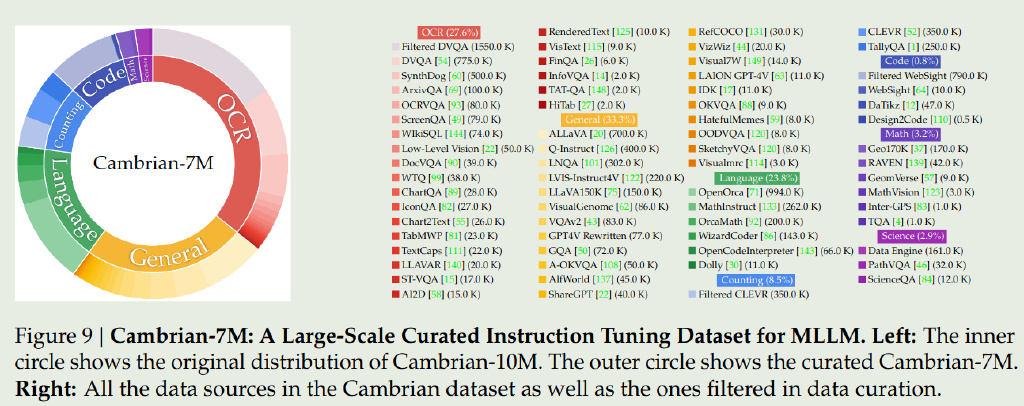 OCR
General
Language
Counting
Code
Math
Science
Cambrian-7M
OCR (27.6%)
Filtered DVQA (1550.0 K)
DVQA [54] (775.0 K)
SynthDog [60] (500.0 K)
ArxivQA [69] (100.0 K)
OCRVQA [93] (80.0 K)
ScreenQA [49] (79.0 K)
WIkiSQL [144] (74.0 K)
Low-Level Vision [22] (50.0 K)
DocVQA [90] (39.0 K)
WTQ [99] (38.0 K)
ChartQA [89] (28.0 K)
IconQA [82] (27.0 K)
Chart2Text [55] (26.0 K)
TabMWP [81] (23.0 K)
TextCaps [111] (22.0 K)
LLAVAR [140] (20.0 K)
ST-VQA [15] (17.0 K)
AI2D [58] (15.0 K)
RenderedText [125] (10.0 K)
VisText [115] (9.0 K)
FinQA [26] (6.0 K)
InfoVQA [14] (2.0 K)
TAT-VQA [148] (2.0 K)
HiTab [27] (2.0 K)
General (33.3%)
ALLaVA [20] (700.0 K)
Q-Instruct [126] (400.0 K)
LNQA [101] (302.0 K)
LVIS-Instruct4V [122] (220.0 K)
LLaVA150K [75] (150.0 K)
VisualGenome [62] (86.0 K)
VQAv2 [43] (83.0 K)
GPT4V Rewritten (77.0 K)
GQA [50] (72.0 K)
A-OKVQA [108] (50.0 K)
AlfWorld [137] (45.0 K)
ShareGPT [22] (40.0 K)
RefCOCO [131] (30.0 K)
VizWiz [44] (20.0 K)
Visual7W [149] (14.0 K)
LAION GPT-4V [63] (11.0 K)
IDK [17] (11.0 K)
OKVQA [88] (9.0 K)
HatefulMemes [59] (8.0 K)
OODVQA [120] (8.0 K)
SketchyVQA [120] (8.0 K)
Visualmrc [114] (3.0 K)
Language (23.8%)
OpenOrca [71] (994.0 K)
MathInstruct [133] (262.0 K)
OrcaMath [92] (200.0 K)
WizardCoder [86] (143.0 K)
OpenCodeInterpreter [143] (66.0 K)
Dolly [30] (11.0 K)
Counting (8.5%)
Filtered CLEVR (350.0 K)
CLEVR [52] (350.0 K)
TallyQA [1] (250.0 K)
Code (0.8%)
Filtered WebSight (790.0 K)
WebSight [64] (10.0 K)
DaTikz [12] (47.0 K)
Design2Code [110] (0.5 K)
Math (3.2%)
Geo170K [37] (170.0 K)
RAVEN [139] (42.0 K)
GeomVerse [57] (9.0 K)
MathVision [123] (3.0 K)
Inter-GPS [83] (1.0 K)
TQA [4] (1.0 K)
Science (2.9%)
Data Engine (161.0 K)
PathVQA [46] (32.0 K)
ScienceQA [84] (12.0 K)
Figure 9 | Cambrian-7M: A Large-Scale Curated Instruction Tuning Dataset for MLLM. Left: The inner
circle shows the original distribution of Cambrian-10M. The outer circle shows the curated Cambrian-7M.
Right: All the data sources in the Cambrian dataset as well as the ones filtered in data curation.